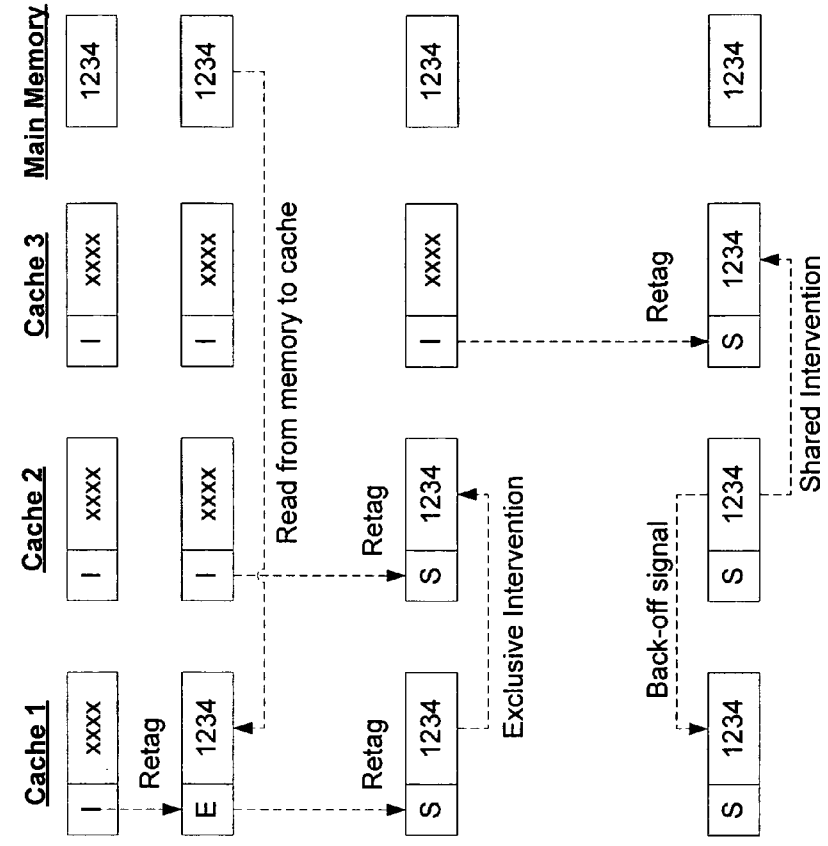 Cache 1 Cache 2 Cache 3 Main Memory
I xxxx I xxxx I xxxx 1234
Retag
E 1234 I xxxx I xxxx 1234
Read from memory to cache
Retag Retag
S 1234 S 1234 I xxxx 1234
Exclusive Intervention
Back-off signal Retag
S 1234 S 1234 S 1234 1234
Shared Intervention